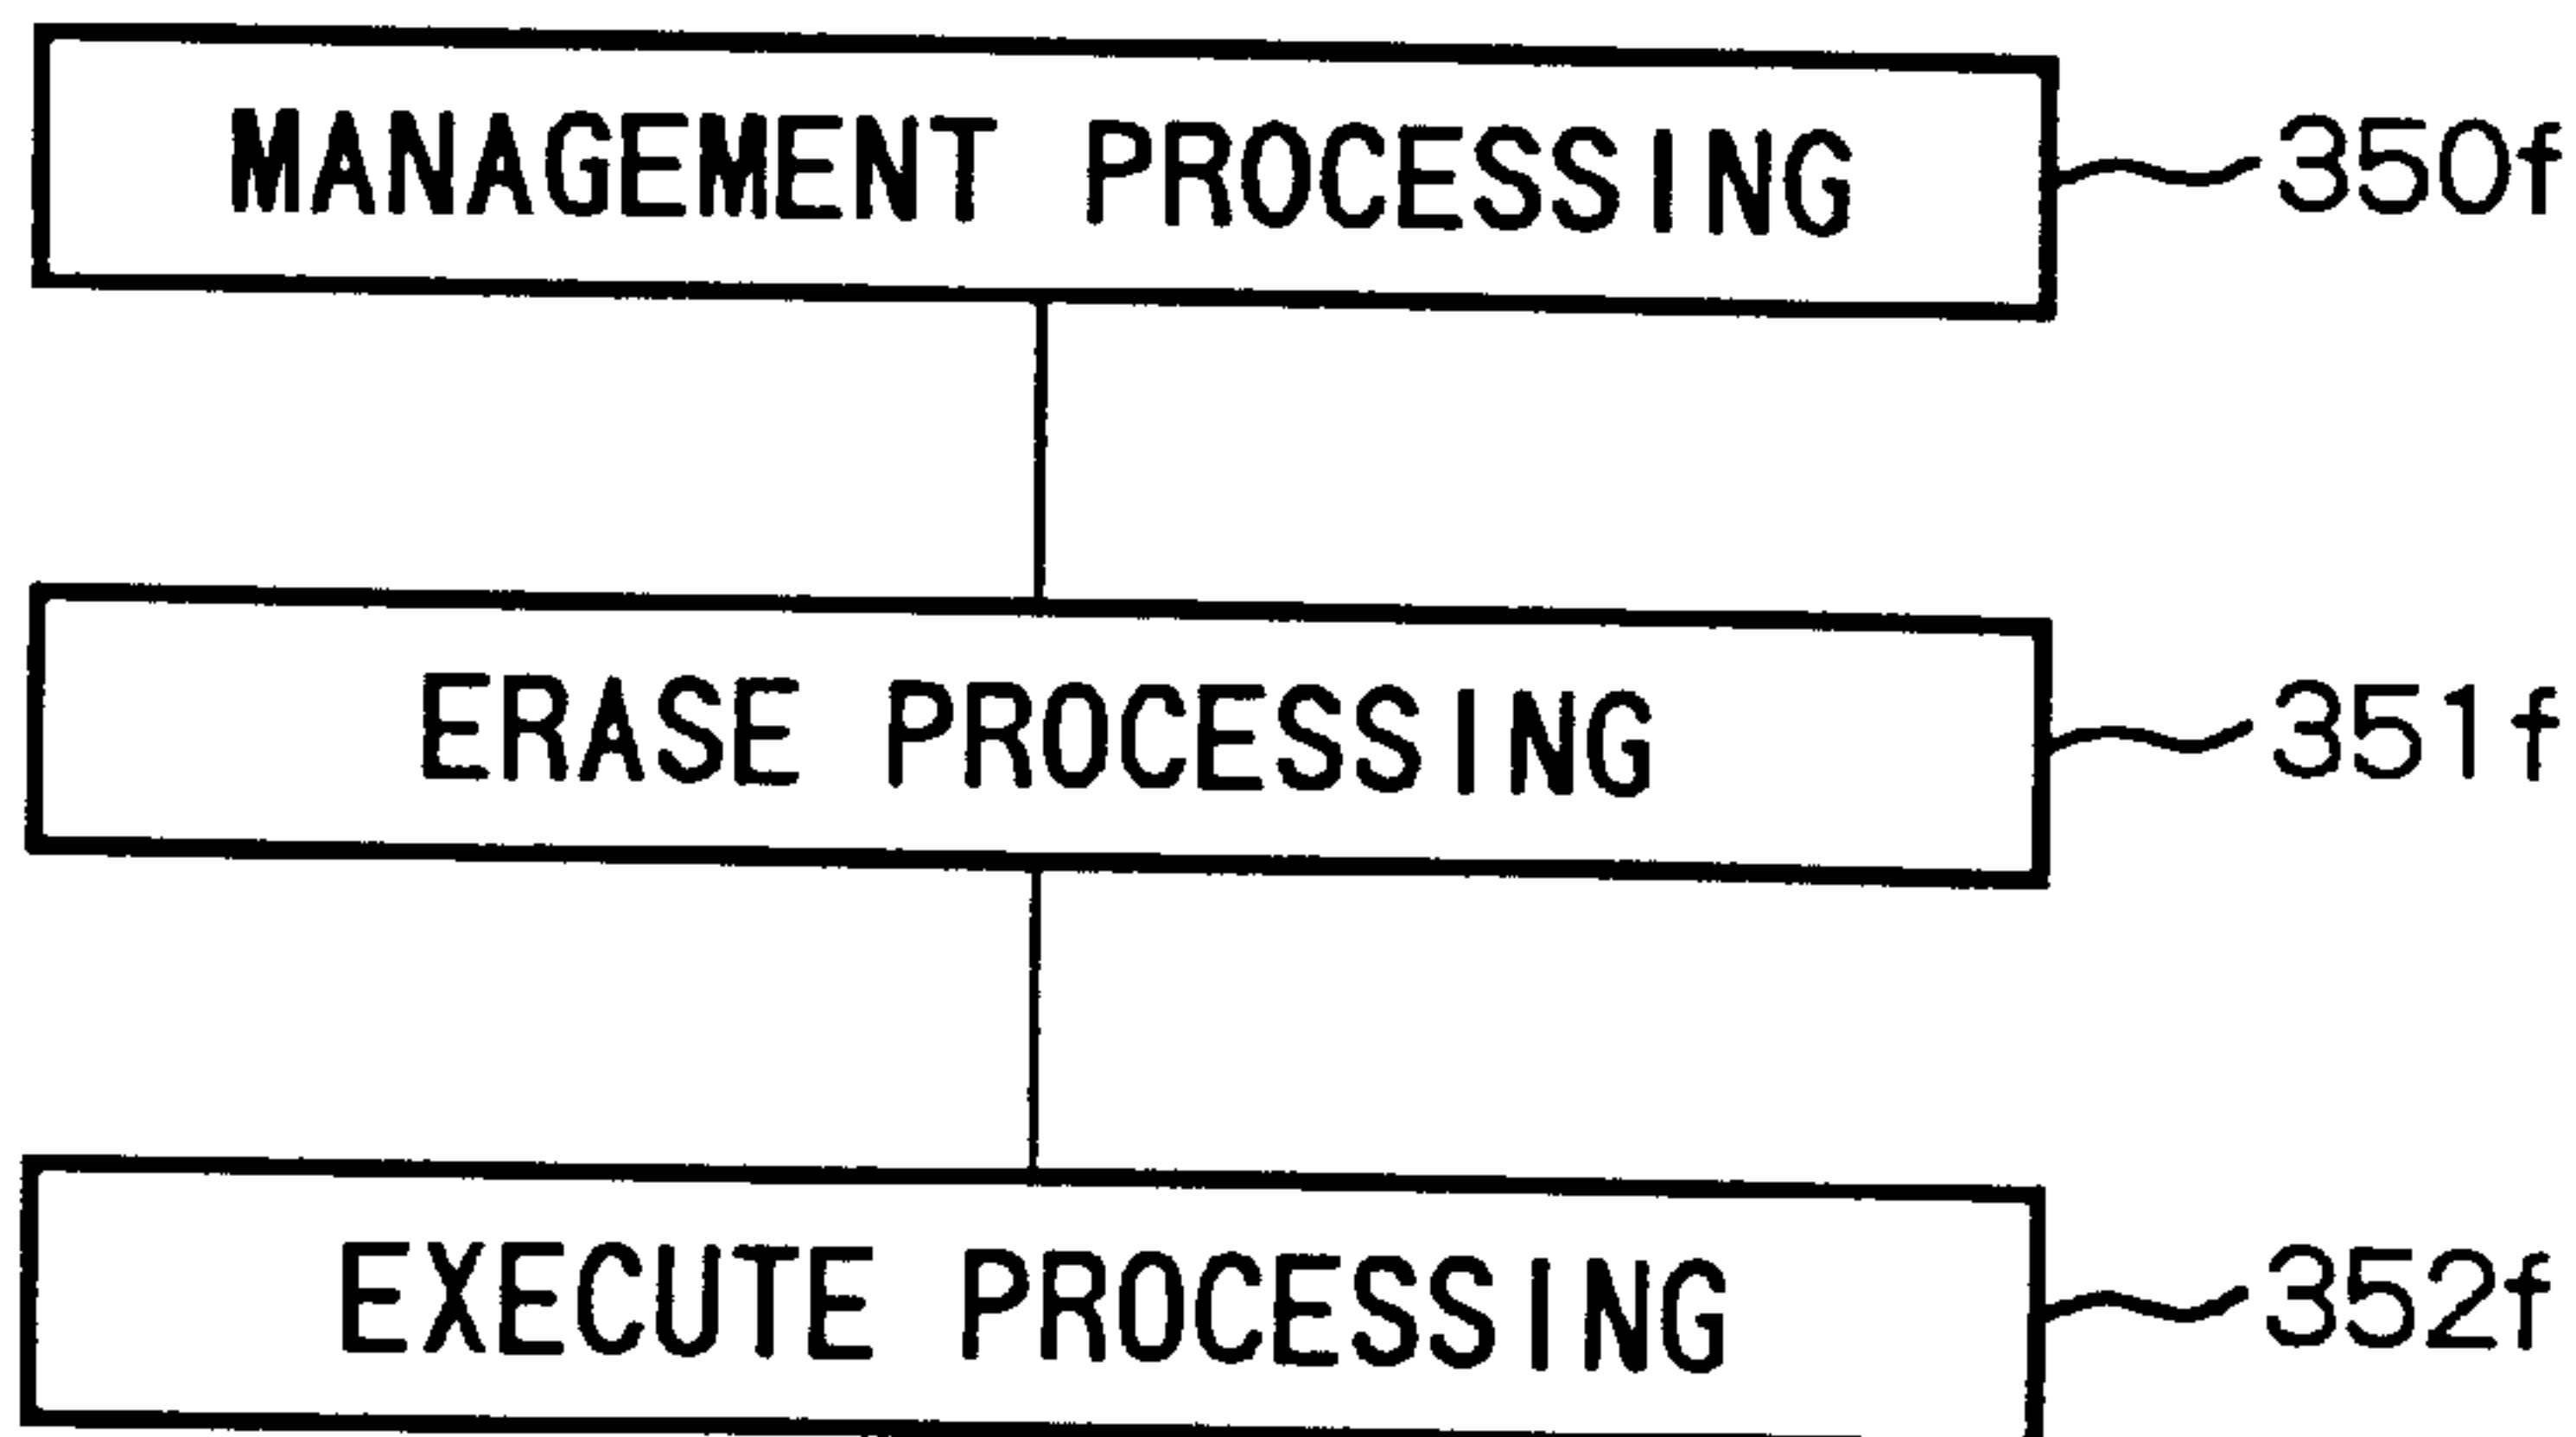 MANAGEMENT PROCESSING 350f
ERASE PROCESSING 351f
EXECUTE PROCESSING 352f